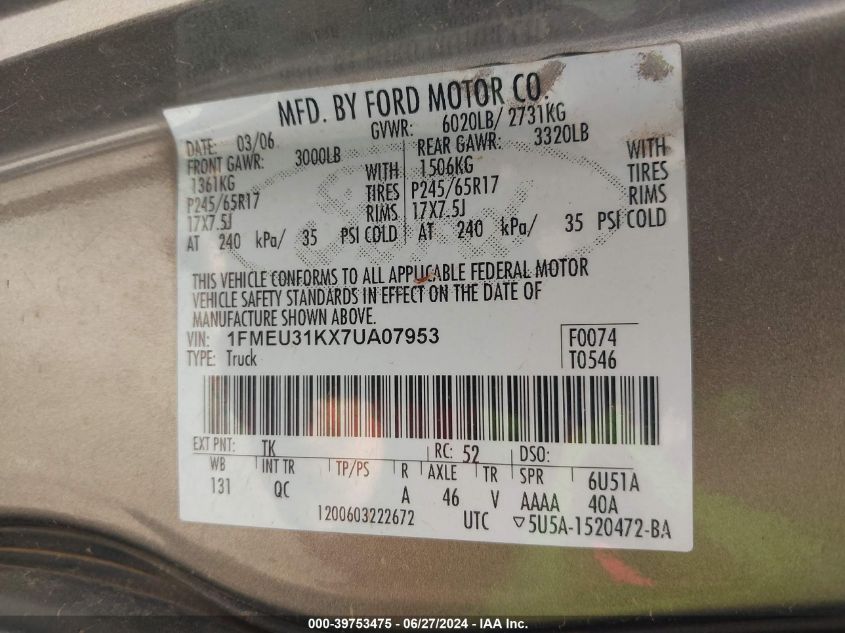 MFD. BY FORD MOTOR CO.
DATE: 03/06 GVWR: 6020LB/ 2731KG
FRONT GAWR: 3000LB REAR GAWR: 3320LB
1361KG WITH 1506KG WITH
P245/65R17 TIRES P245/65R17 TIRES
17X7.5J RIMS 17X7.5J RIMS
AT 240 kPa/ 35 PSI COLD AT 240 kPa/ 35 PSI COLD
THIS VEHICLE CONFORMS TO ALL APPLICABLE FEDERAL MOTOR
VEHICLE SAFETY STANDARDS IN EFFECT ON THE DATE OF
MANUFACTURE SHOWN ABOVE.
VIN: 1FMEU31KX7UA07953 F0074
TYPE: Truck T0546
EXT PNT: TK RC: 52 DSO:
WB INT TR TP/PS R AXLE TR SPR 6U51A
131 QC A 46 V AAAA 40A
1200603222672 UTC ▽5U5A-1520472-BA
000-39753475 - 06/27/2024 - IAA Inc.